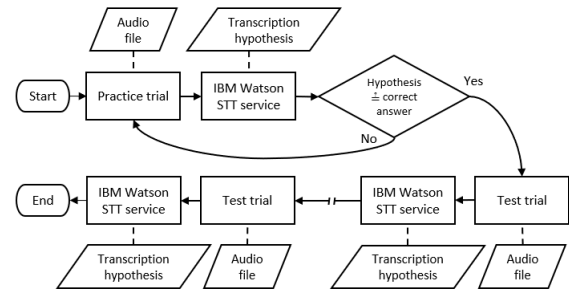 Audio
file
Transcription
hypothesis
Start
Practice trial
IBM Watson
STT service
Hypothesis
≟ correct
answer
Yes
No
End
IBM Watson
STT service
Test trial
IBM Watson
STT service
Test trial
Transcription
hypothesis
Audio
file
Transcription
hypothesis
Audio
file